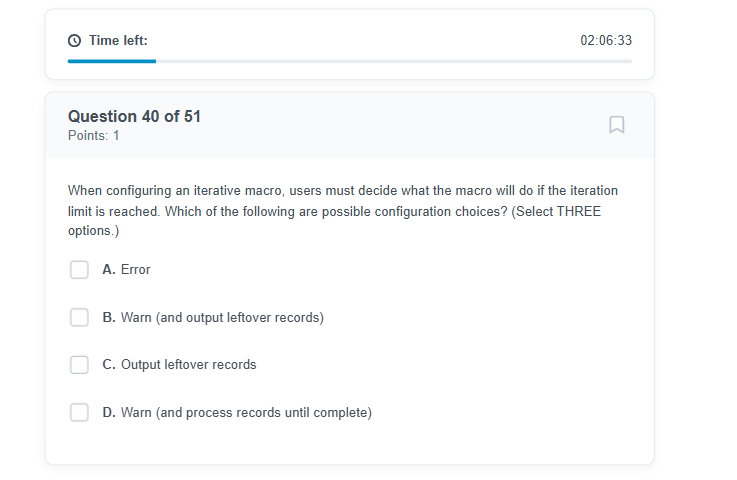 Time left: 02:06:33
Question 40 of 51
Points: 1
When configuring an iterative macro, users must decide what the macro will do if the iteration
limit is reached. Which of the following are possible configuration choices? (Select THREE
options.)
A. Error
B. Warn (and output leftover records)
C. Output leftover records
D. Warn (and process records until complete)